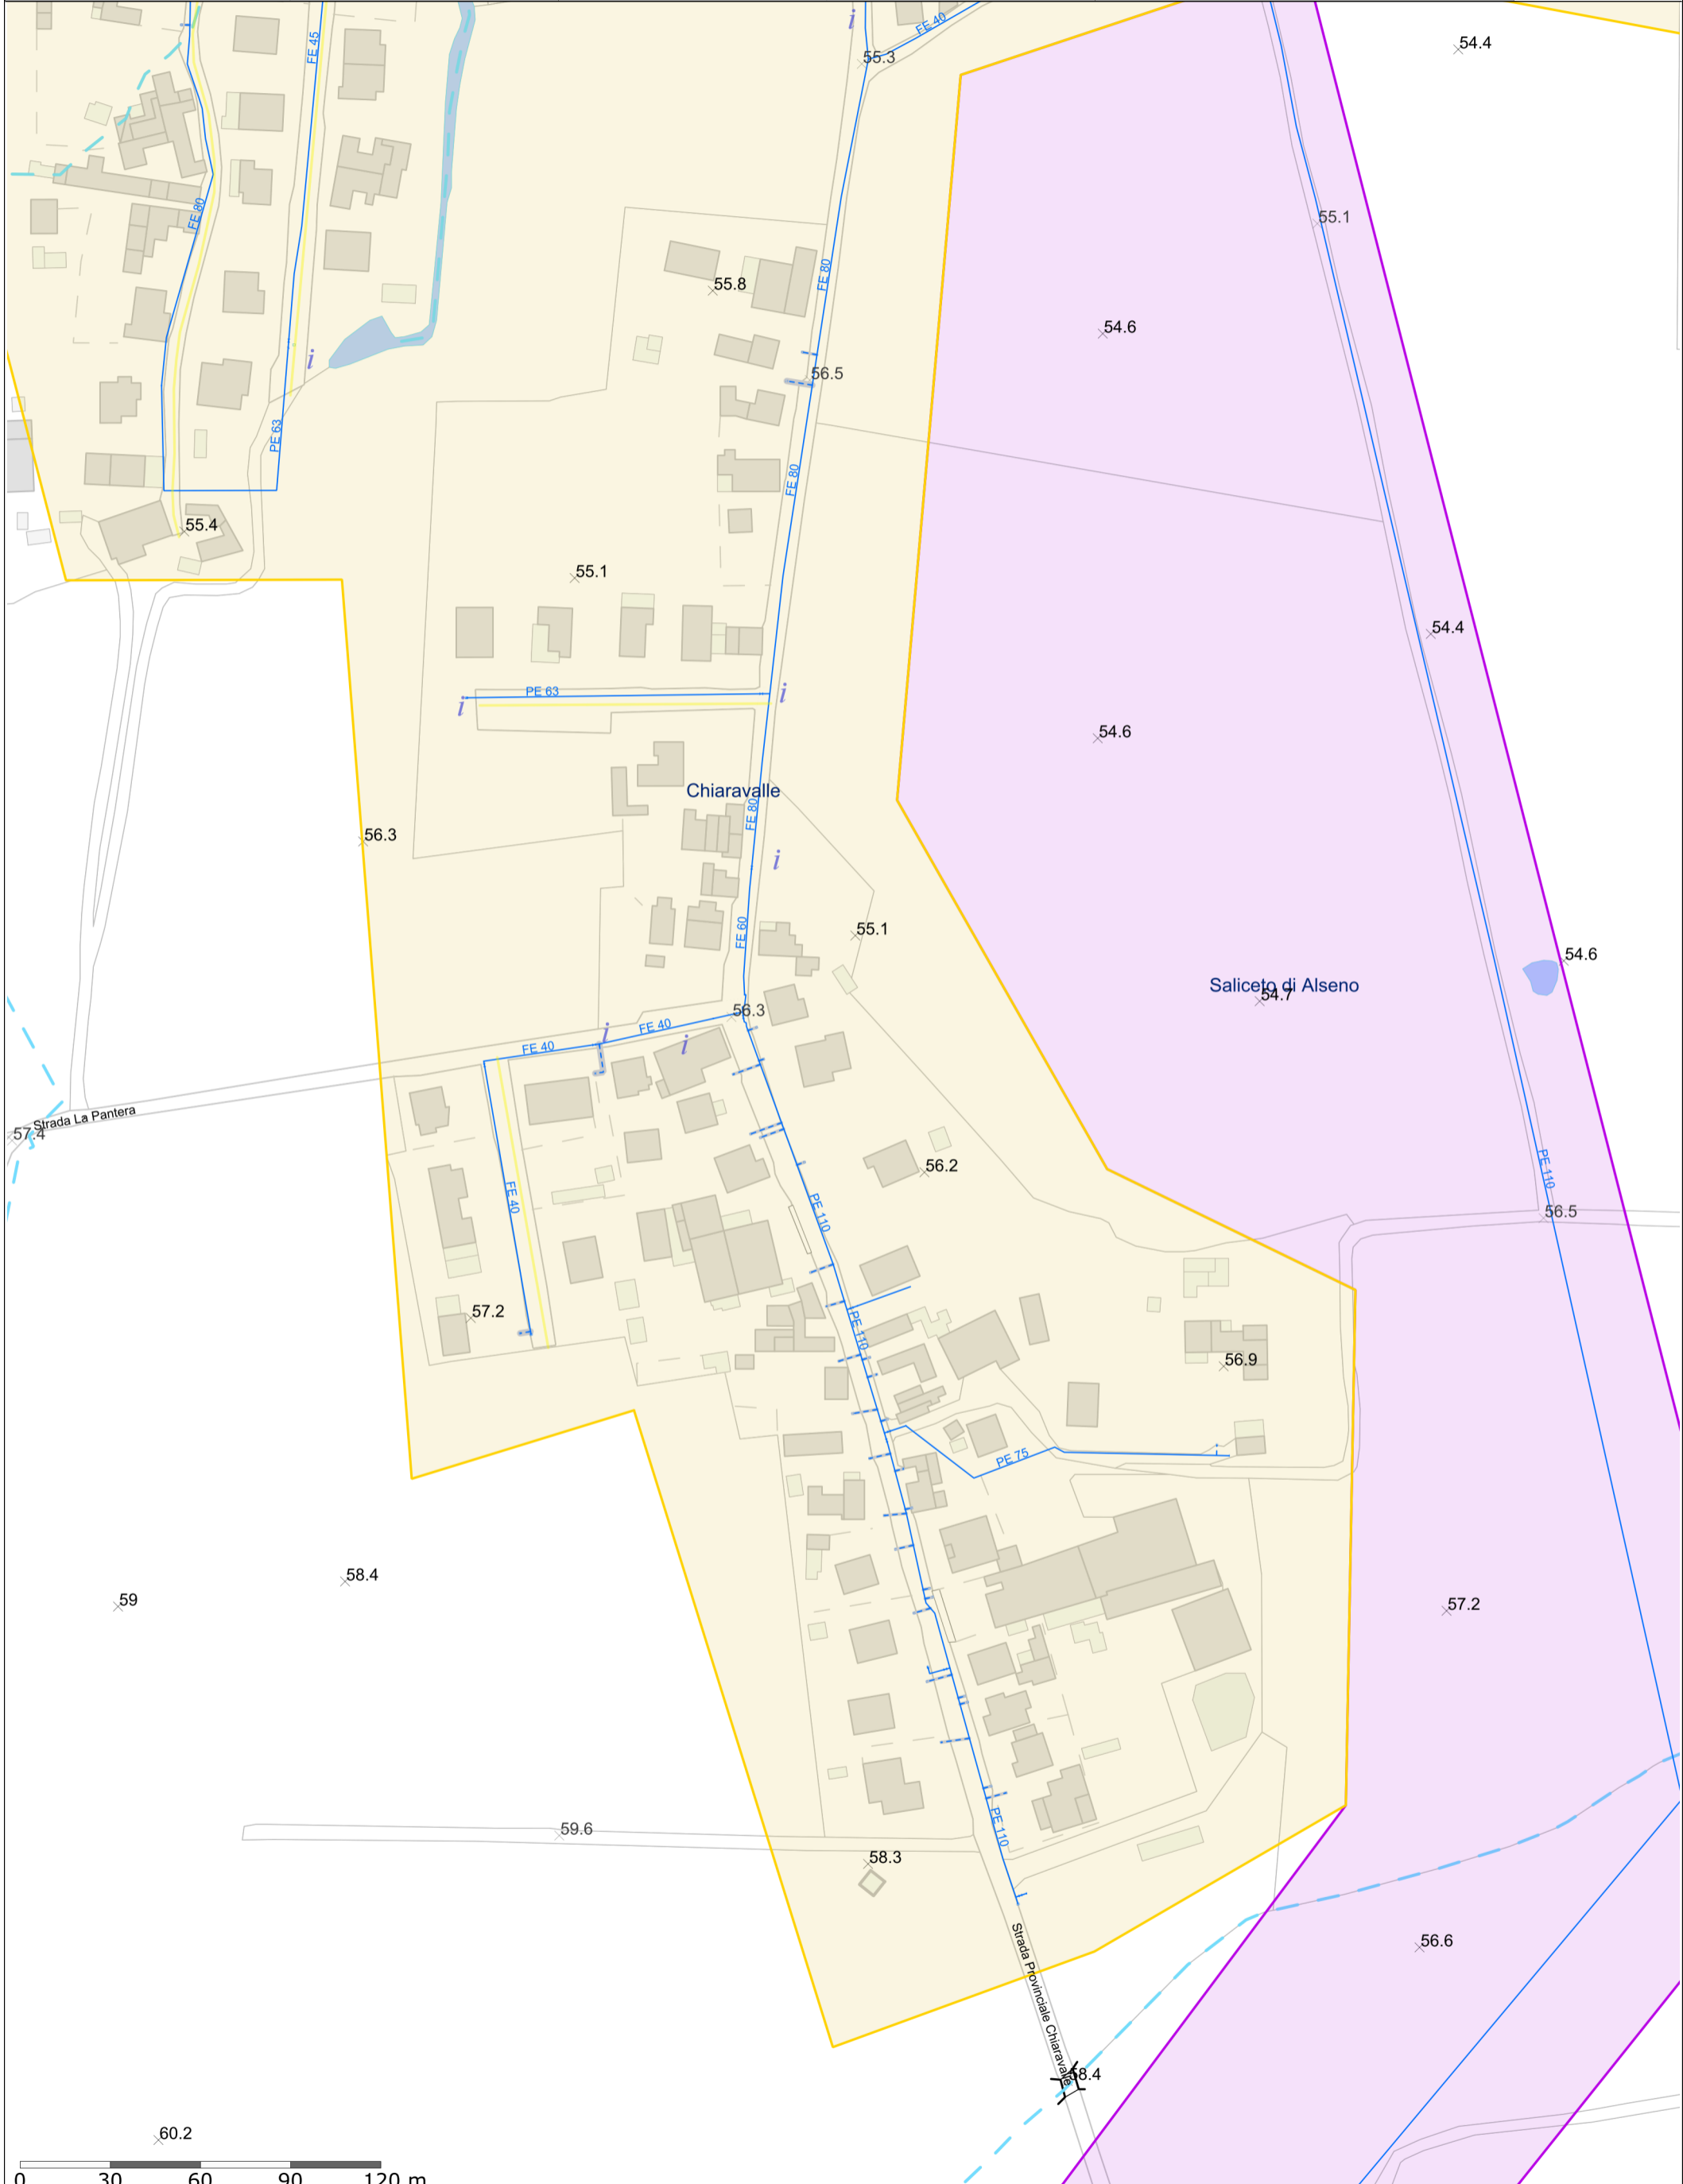 FE 40
54.4
FE 45
55.3
FE 80
55.1
FE 80
55.8
54.6
56.5
PE 63
FE 80
55.4
55.1
54.4
PE 63
54.6
Chiaravalle
FE 80
56.3
FE 60
55.1
54.6
Saliceto di Alseno
54.7
56.3
FE 40
FE 40
Strada La Pantera
57.4
56.2
PE 110
FE 40
PE 110
56.5
57.2
PE 110
56.9
PE 75
58.4
59
57.2
59.6
PE 110
58.3
56.6
Strada Provinciale Chiaravalle
58.4
60.2
0 30 60 90 120 m